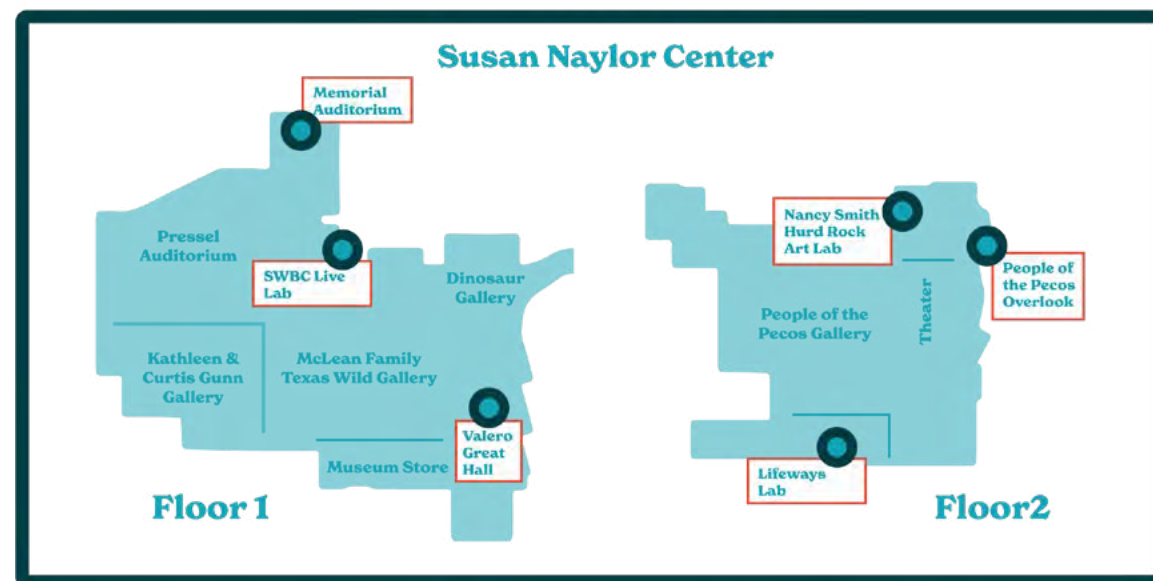 Susan Naylor Center
Memorial
Auditorium
Pressel
Auditorium
SWBC Live
Lab
Dinosaur
Gallery
Kathleen &
Curtis Gunn
Gallery
McLean Family
Texas Wild Gallery
Valero
Great
Hall
Museum Store
Floor 1
Nancy Smith
Hurd Rock
Art Lab
People of
the Pecos
Overlook
Theater
People of the
Pecos Gallery
Lifeways
Lab
Floor2